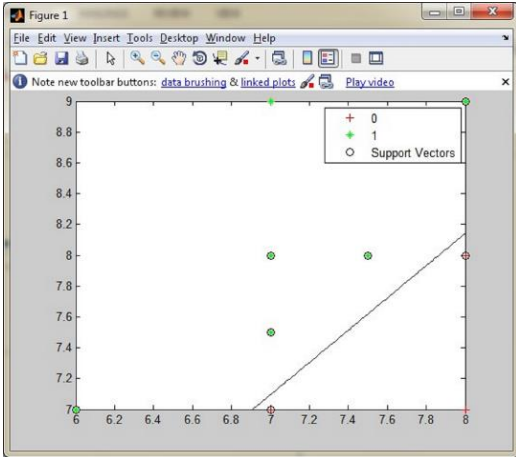 Figure 1
File Edit View Insert Tools Desktop Window Help
Note new toolbar buttons: data brushing & linked plots Play video
0
1
Support Vectors
9
8.8
8.6
8.4
8.2
8
7.8
7.6
7.4
7.2
7
6 6.2 6.4 6.6 6.8 7 7.2 7.4 7.6 7.8 8